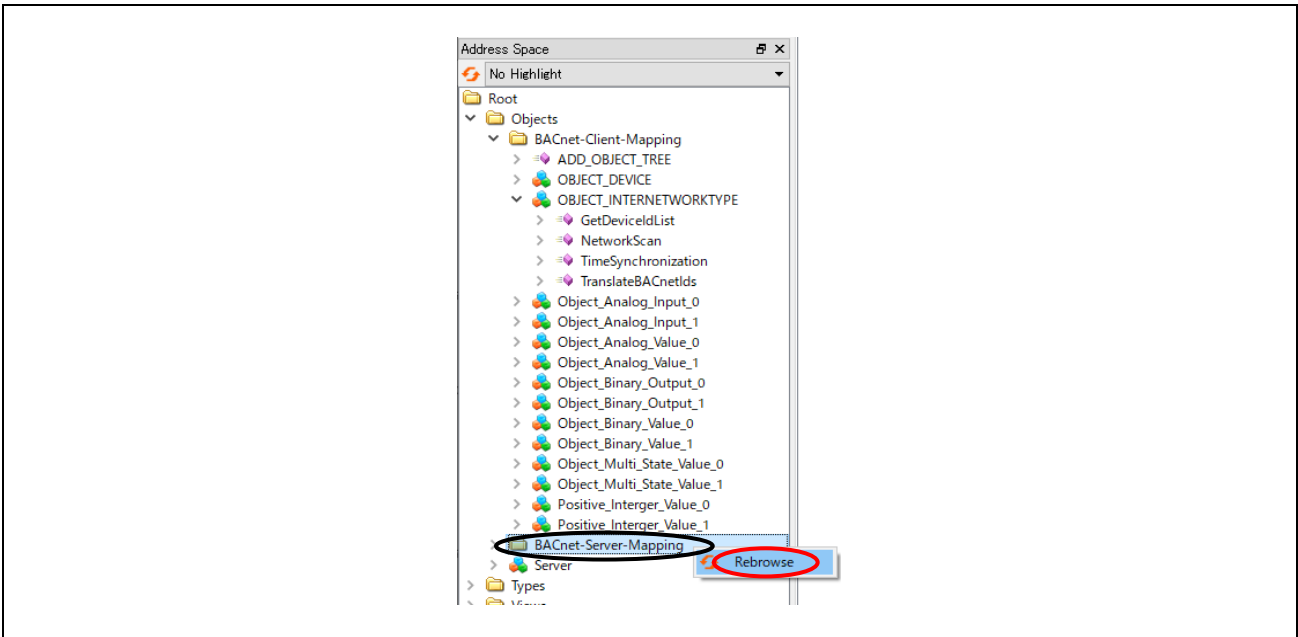 Address Space
No Highlight
Root
Objects
BACnet-Client-Mapping
ADD_OBJECT_TREE
OBJECT_DEVICE
OBJECT_INTERNETWORKTYPE
GetDeviceIdList
NetworkScan
TimeSynchronization
TranslateBACnetIds
Object_Analog_Input_0
Object_Analog_Input_1
Object_Analog_Value_0
Object_Analog_Value_1
Object_Binary_Output_0
Object_Binary_Output_1
Object_Binary_Value_0
Object_Binary_Value_1
Object_Multi_State_Value_0
Object_Multi_State_Value_1
Positive_Interger_Value_0
Positive_Interger_Value_1
BACnet-Server-Mapping
Rebrowse
Server
Types
Views